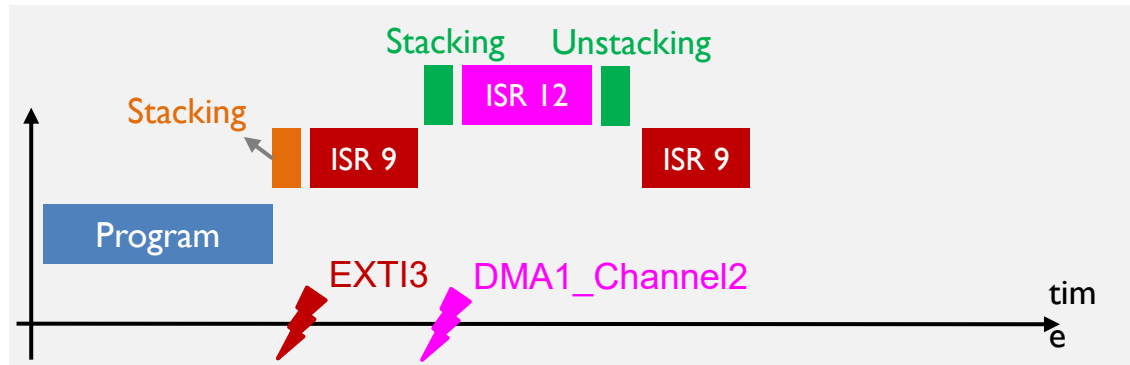 Stacking Unstacking
ISR 12
Stacking
ISR 9 ISR 9
Program
EXTI3 DMA1_Channel2
tim
e